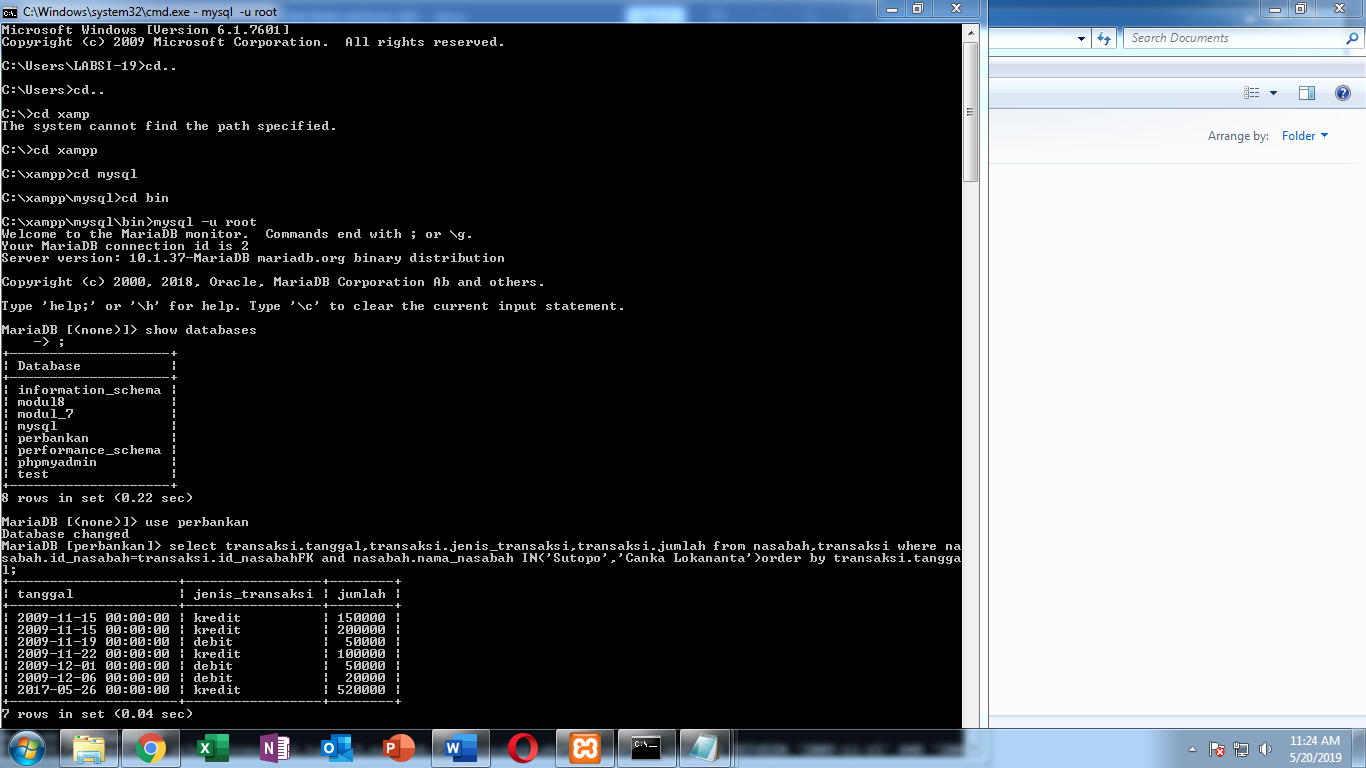 C:\Windows\system32\cmd.exe - mysql  -u root
Microsoft Windows [Version 6.1.7601]
Copyright (c) 2009 Microsoft Corporation.  All rights reserved.
C:\Users\LABSI-19>cd..
C:\Users>cd..
C:\>cd xamp
The system cannot find the path specified.
C:\>cd xampp
C:\xampp>cd mysql
C:\xampp\mysql>cd bin
C:\xampp\mysql\bin>mysql -u root
Welcome to the MariaDB monitor.  Commands end with ; or \g.
Your MariaDB connection id is 2
Server version: 10.1.37-MariaDB mariadb.org binary distribution
Copyright (c) 2000, 2018, Oracle, MariaDB Corporation Ab and others.
Type 'help;' or '\h' for help. Type '\c' to clear the current input statement.
MariaDB [(none)]> show databases
    -> ;
+--------------------+
| Database           |
+--------------------+
| information_schema |
| modul8             |
| modul_7            |
| mysql              |
| perbankan          |
| performance_schema |
| phpmyadmin         |
| test               |
+--------------------+
8 rows in set (0.22 sec)
MariaDB [(none)]> use perbankan
Database changed
MariaDB [perbankan]> select transaksi.tanggal,transaksi.jenis_transaksi,transaksi.jumlah from nasabah,transaksi where na
sabah.id_nasabah=transaksi.id_nasabahFK and nasabah.nama_nasabah IN('Sutopo','Canka Lokananta')order by transaksi.tangga
l;
+---------------------+-----------------+--------+
| tanggal             | jenis_transaksi | jumlah |
+---------------------+-----------------+--------+
| 2009-11-15 00:00:00 | kredit          | 150000 |
| 2009-11-15 00:00:00 | kredit          | 200000 |
| 2009-11-19 00:00:00 | debit           |  50000 |
| 2009-11-22 00:00:00 | kredit          | 100000 |
| 2009-12-01 00:00:00 | debit           |  50000 |
| 2009-12-06 00:00:00 | debit           |  20000 |
| 2017-05-26 00:00:00 | kredit          | 520000 |
+---------------------+-----------------+--------+
7 rows in set (0.04 sec)
Search Documents
Arrange by: Folder
11:24 AM
5/20/2019